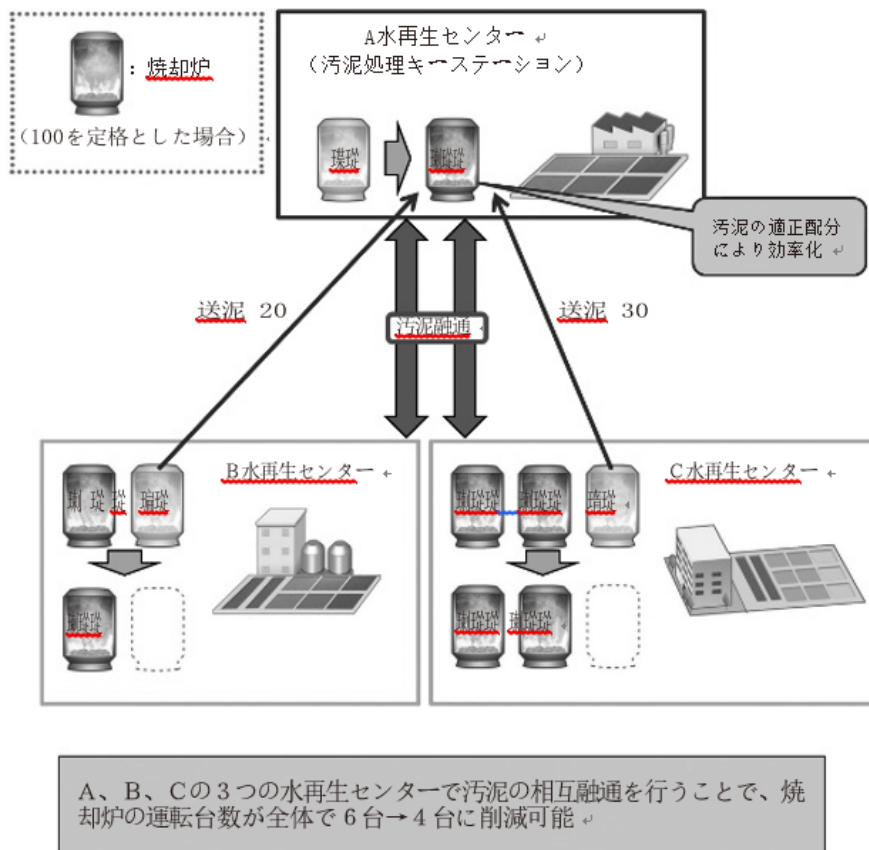 ：焼却炉
（100を定格とした場合）
A水再生センター
（汚泥処理キーステーション）
汚泥の適正配分
により効率化
送泥 20
汚泥融通
送泥 30
B水再生センター
C水再生センター
A、B、Cの３つの水再生センターで汚泥の相互融通を行うことで、焼
却炉の運転台数が全体で６台→４台に削減可能